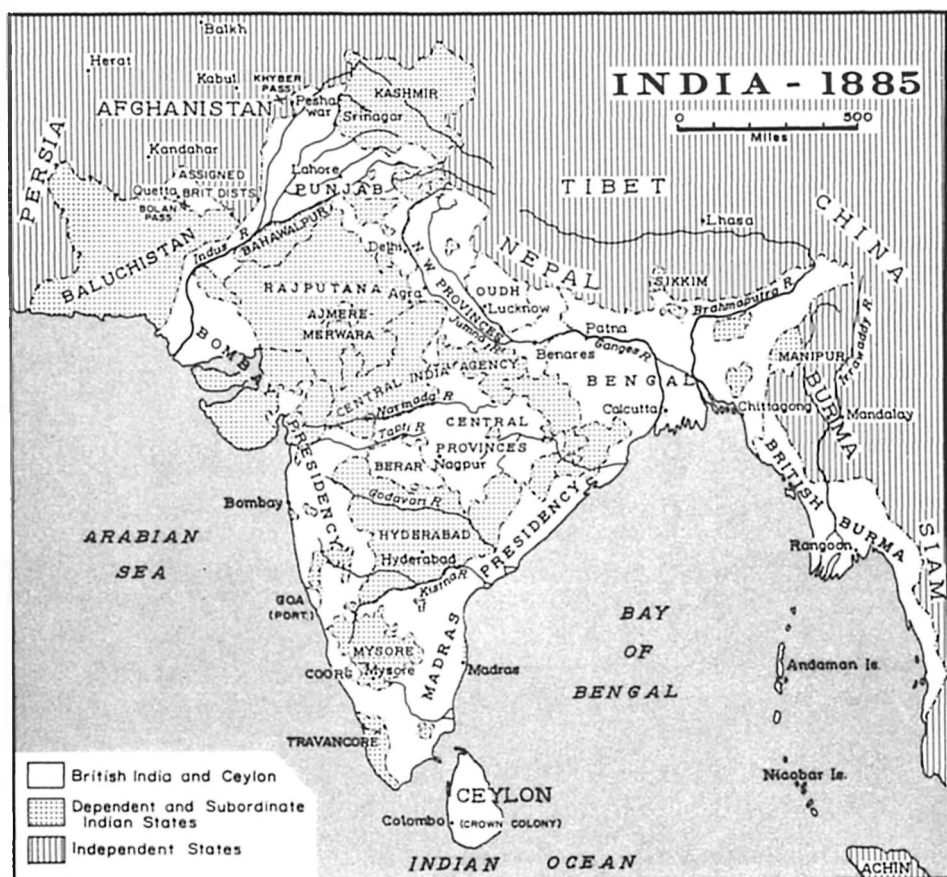 INDIA - 1885
0
500
Miles
Balkh
Herat
Kabul
KHYBER
PASS
AFGHANISTAN
Peshawar
KASHMIR
Srinagar
PERSIA
Kandahar
Lahore
PUNJAB
ASSIGNED
BRIT DISTS
Quetta
BOLAN
PASS
TIBET
Lhasa
CHINA
BALUCHISTAN
Indus R
BAHAWALPUR
Delhi
N W PROVINCES
NEPAL
SIKKIM
Brahmaputra R
RAJPUTANA
Agra
OUDH
Lucknow
AJMERE-
MERWARA
Jumna R
Patna
Ganges R
Benares
MANIPUR
Irrawaddy R
BOMBAY
PRESIDENCY
CENTRAL INDIA AGENCY
BENGAL
Calcutta
Chittagong
BURMA
Mandalay
Narmada R
Tapti R
CENTRAL
PROVINCES
BERAR
Nagpur
Bombay
Godavari R
BRITISH
BURMA
ARABIAN
SEA
HYDERABAD
Hyderabad
PRESIDENCY
Rangoon
SIAM
Kistna R
GOA
(PORT.)
BAY
OF
BENGAL
MYSORE
Mysore
COORG
MADRAS
Madras
Andaman Is.
TRAVANCORE
Nicobar Is.
CEYLON
Colombo
(CROWN COLONY)
British India and Ceylon
Dependent and Subordinate
Indian States
Independent States
INDIAN OCEAN
ACHIN